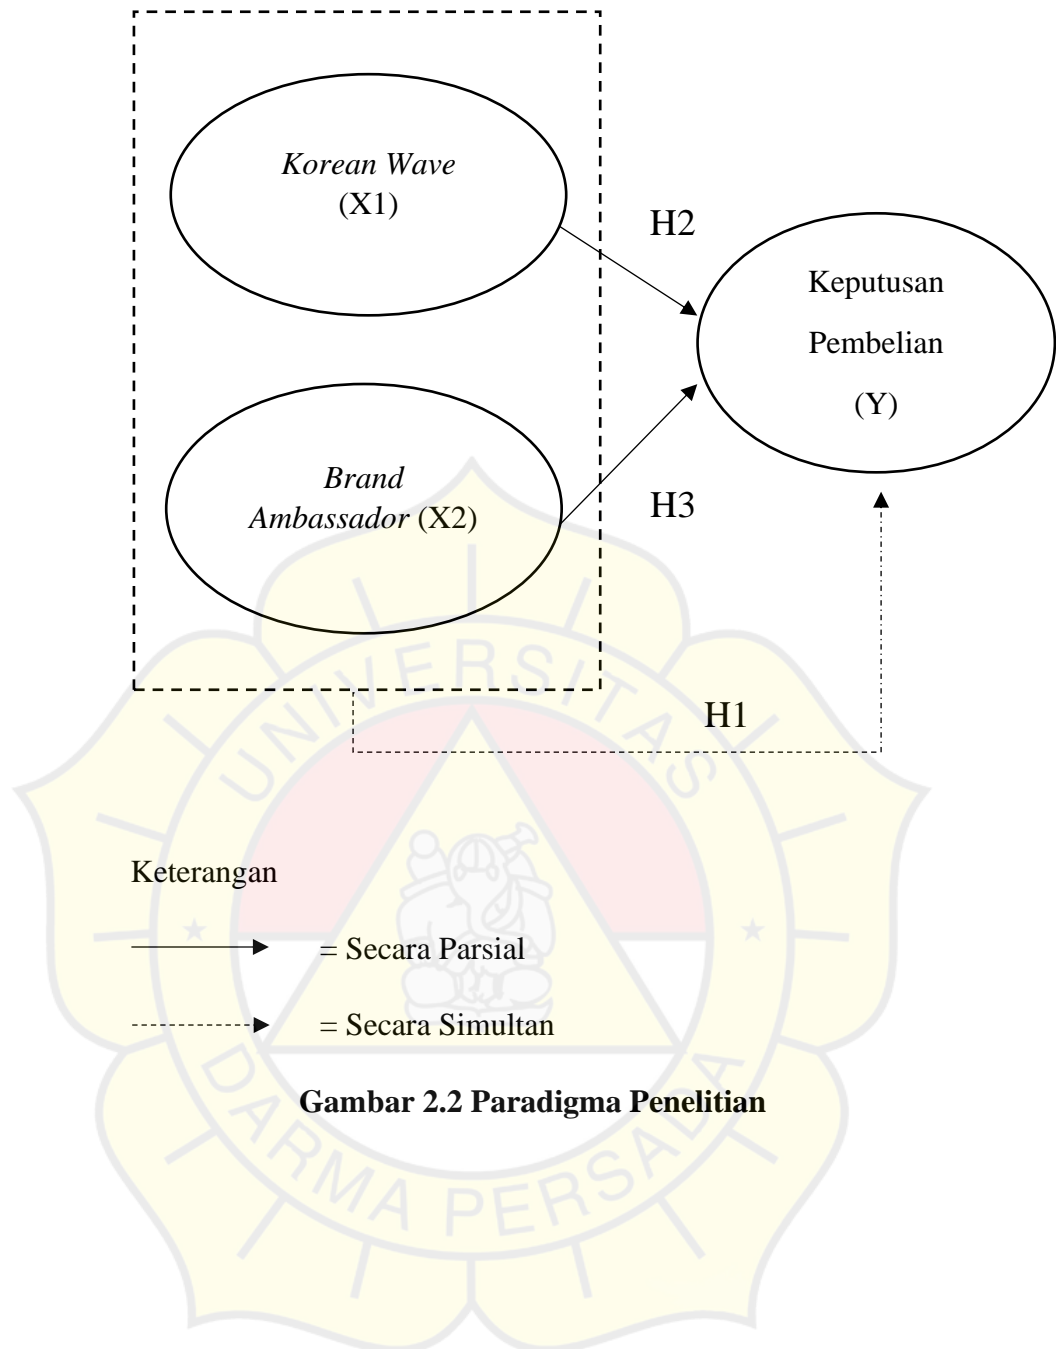 Korean Wave
(X1)
H2
Keputusan
Pembelian
(Y)
Brand
Ambassador (X2)
H3
H1
UNIVERSITAS
Keterangan
= Secara Parsial
= Secara Simultan
Gambar 2.2 Paradigma Penelitian
DARMA PERSADA